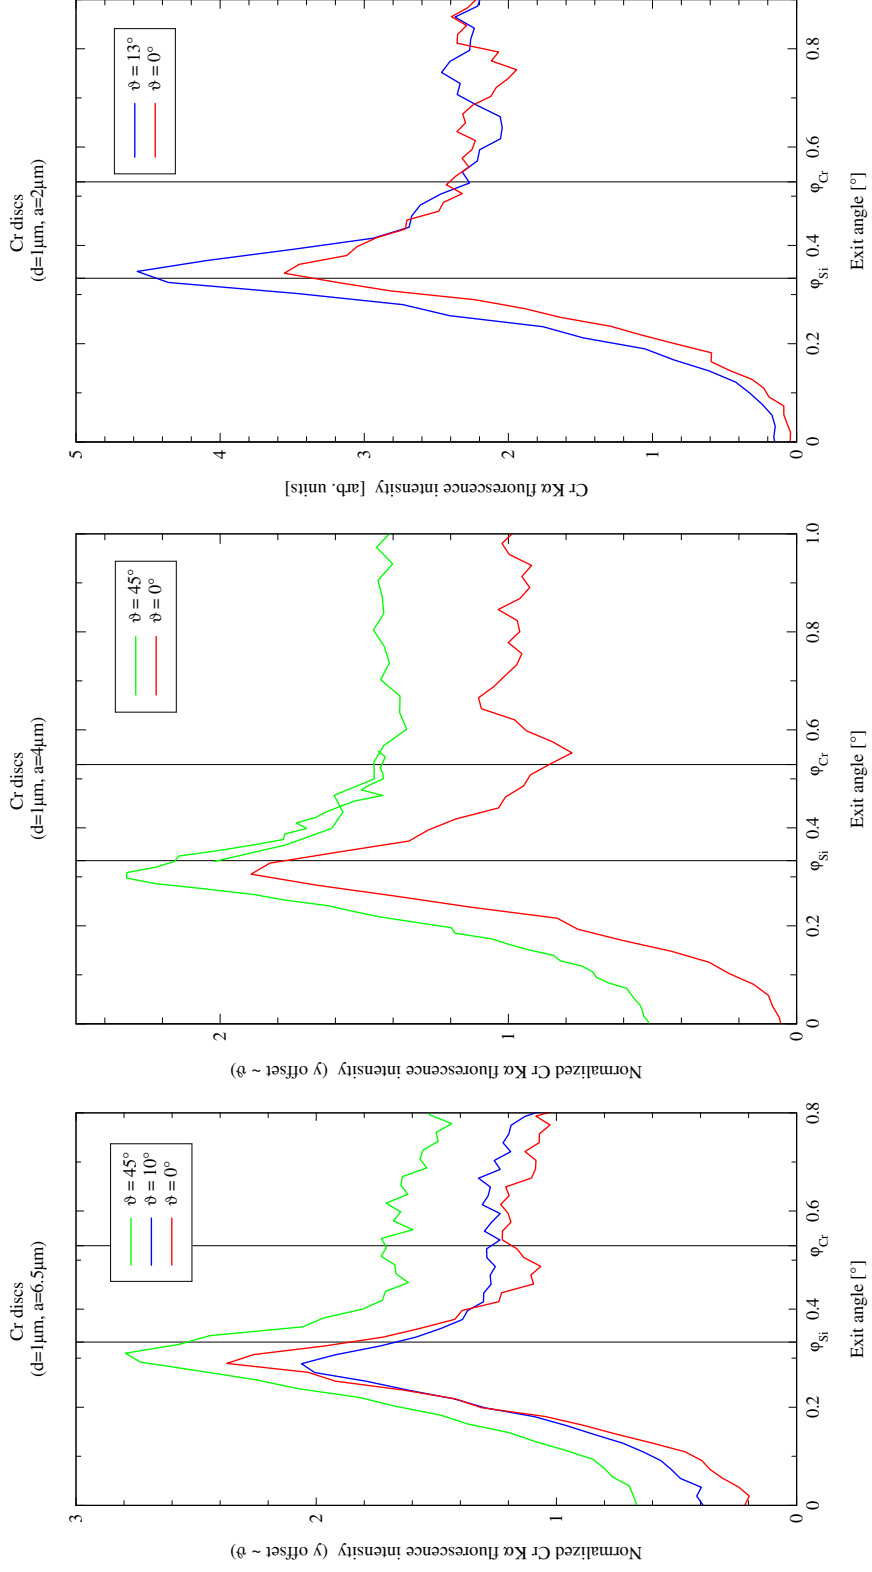 Cr discs
(d=1μm, a=6.5μm)
ϑ = 45°
ϑ = 10°
ϑ = 0°
3
2
1
0
0
0.2
φSi
0.4
φCr
0.6
0.8
Normalized Cr Kα fluorescence intensity (y offset ~ ϑ)
Exit angle [°]
Cr discs
(d=1μm, a=4μm)
ϑ = 45°
ϑ = 0°
2
1
0
0
0.2
φSi
0.4
φCr
0.6
0.8
1.0
Normalized Cr Kα fluorescence intensity (y offset ~ ϑ)
Exit angle [°]
Cr discs
(d=1μm, a=2μm)
ϑ = 13°
ϑ = 0°
5
4
3
2
1
0
0
0.2
φSi
0.4
φCr
0.6
0.8
Cr Kα fluorescence intensity [arb. units]
Exit angle [°]